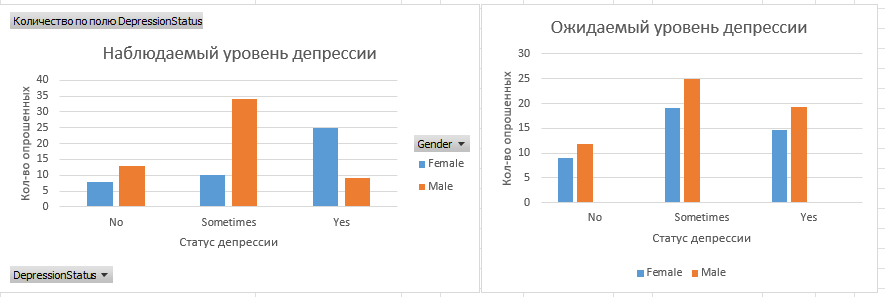 Количество по полю DepressionStatus
Наблюдаемый уровень депрессии
Кол-во опрошенных
40
35
30
25
20
15
10
5
0
No Sometimes Yes
Статус депрессии
Gender
Female
Male
DepressionStatus
Ожидаемый уровень депрессии
Кол-во опрошенных
30
25
20
15
10
5
0
No Sometimes Yes
Статус депрессии
Female Male